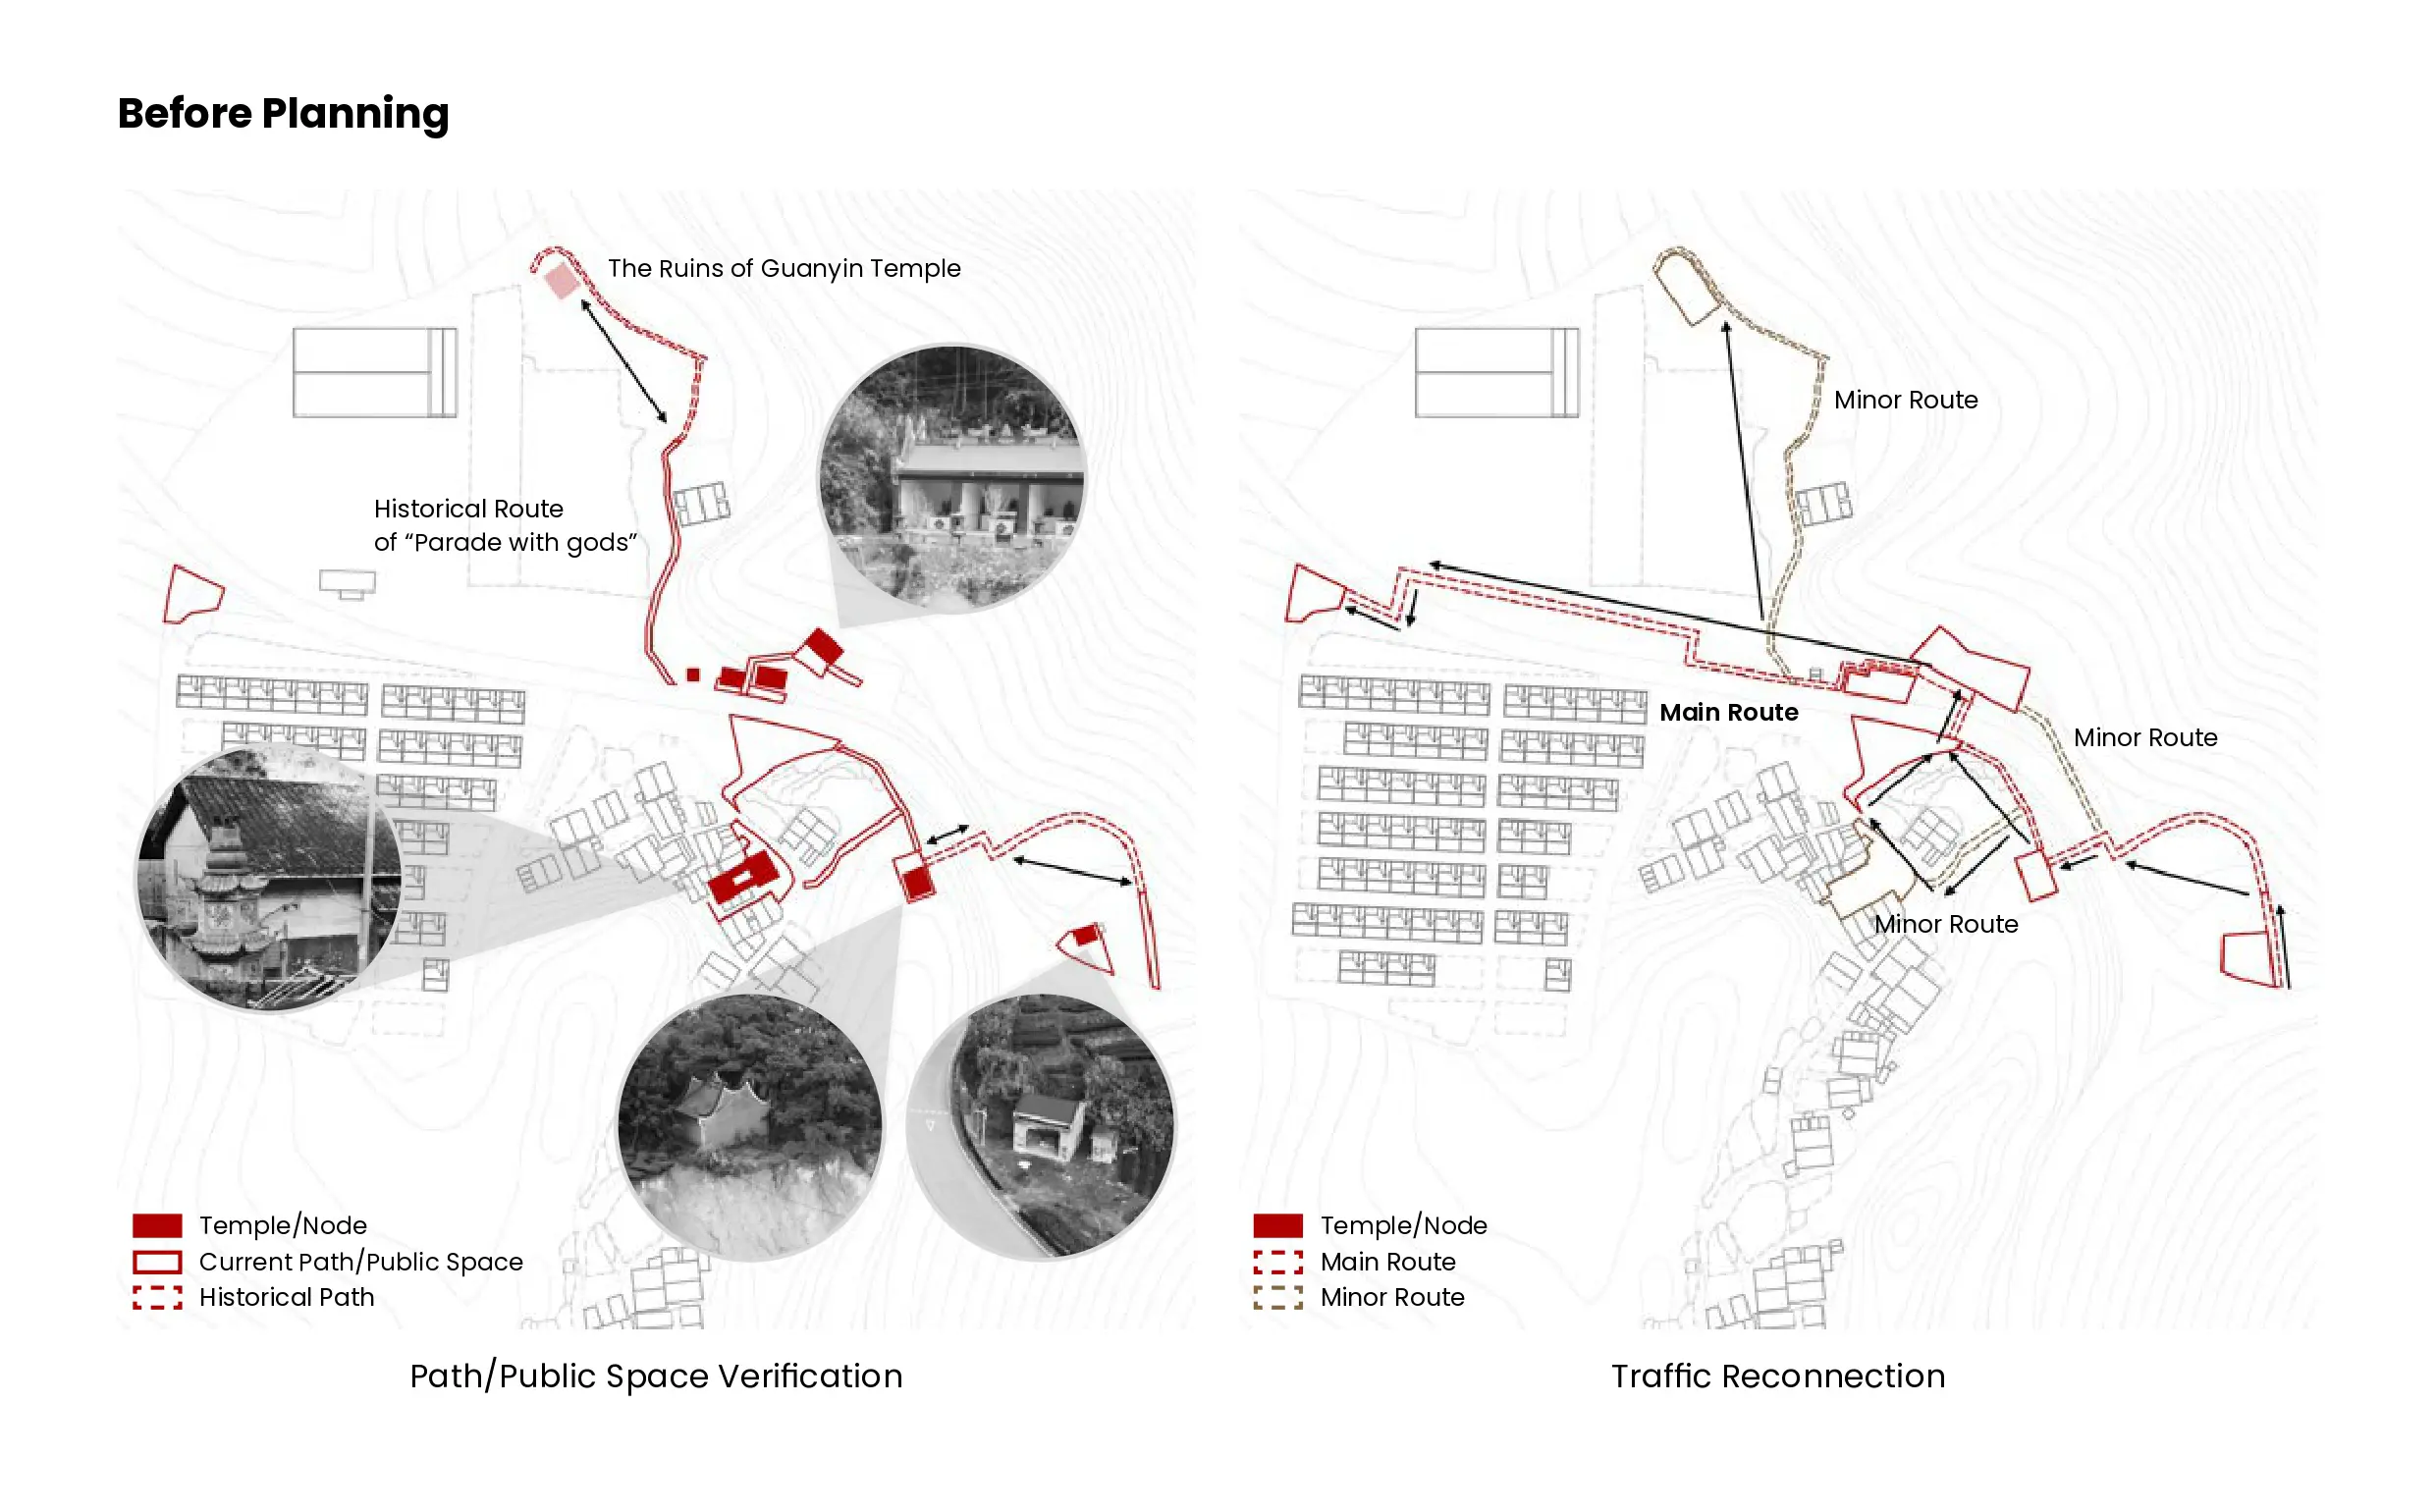 Before Planning
The Ruins of Guanyin Temple
Historical Route
of “Parade with gods”
Temple/Node
Current Path/Public Space
Historical Path
Path/Public Space Verification
Minor Route
Main Route
Minor Route
Minor Route
Temple/Node
Main Route
Minor Route
Traffic Reconnection